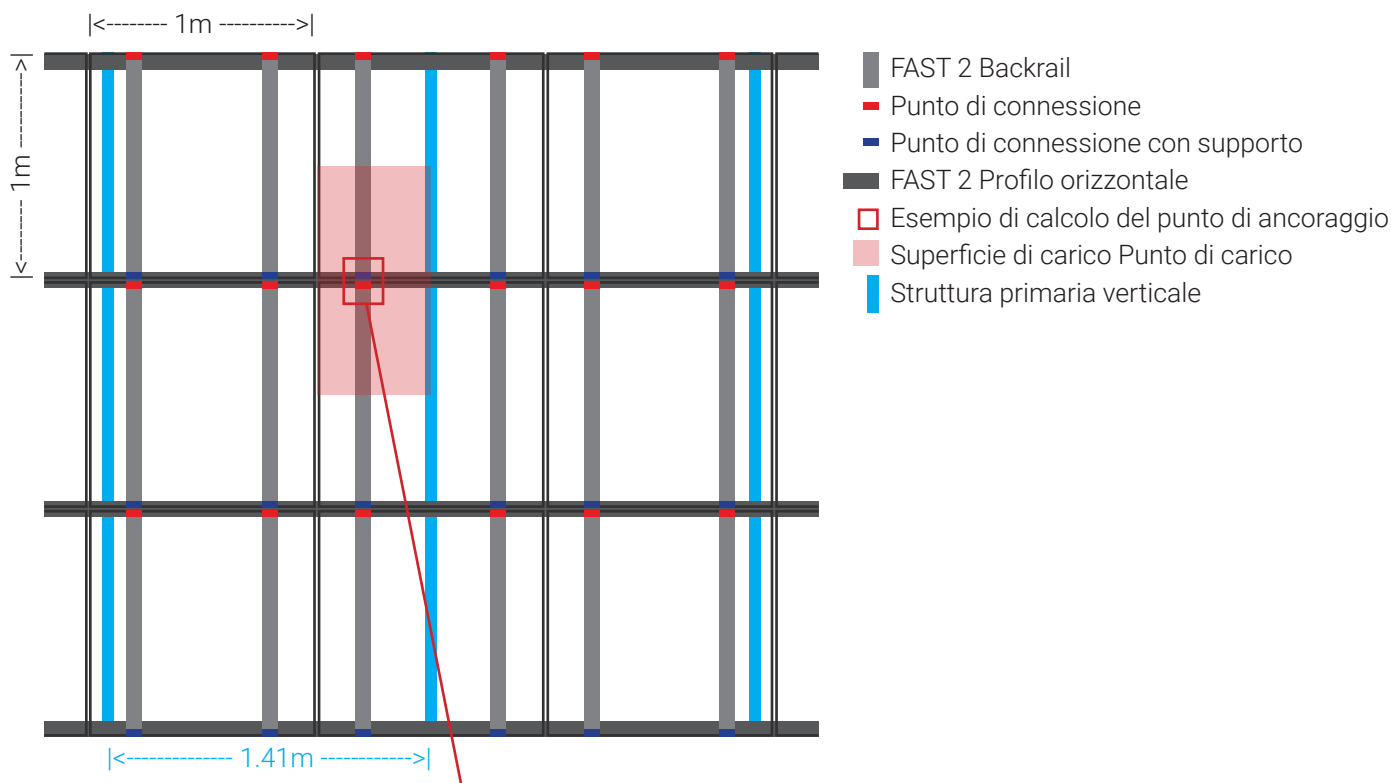 |<-------- 1m ---------->|
|<-------- 1m ---------->|
FAST 2 Backrail
Punto di connessione
Punto di connessione con supporto
FAST 2 Profilo orizzontale
Esempio di calcolo del punto di ancoraggio
Superficie di carico Punto di carico
Struttura primaria verticale
|<-------------- 1.41m ------------>|